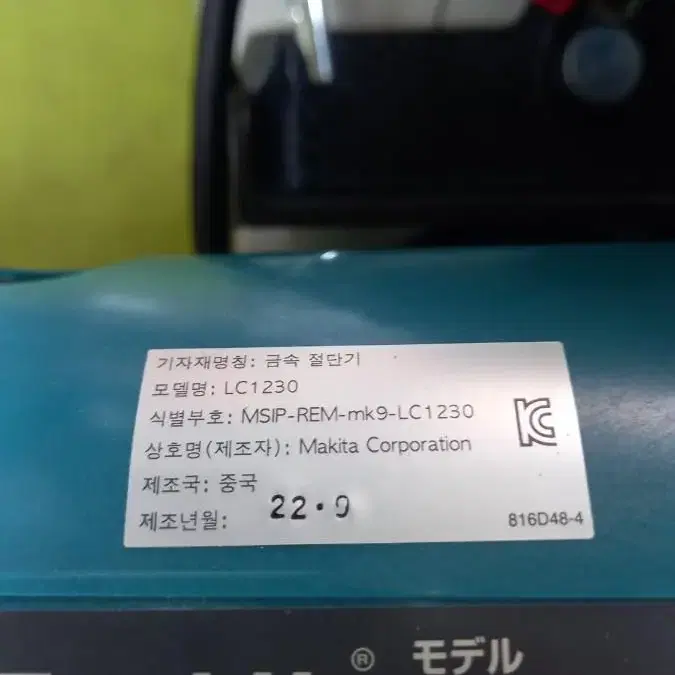 기자재명칭: 금속 절단기
모델명: LC1230
식별부호: MSIP-REM-mk9-LC1230
상호명(제조자): Makita Corporation
제조국: 중국
제조년월: 22·9
816D48-4
® モデル